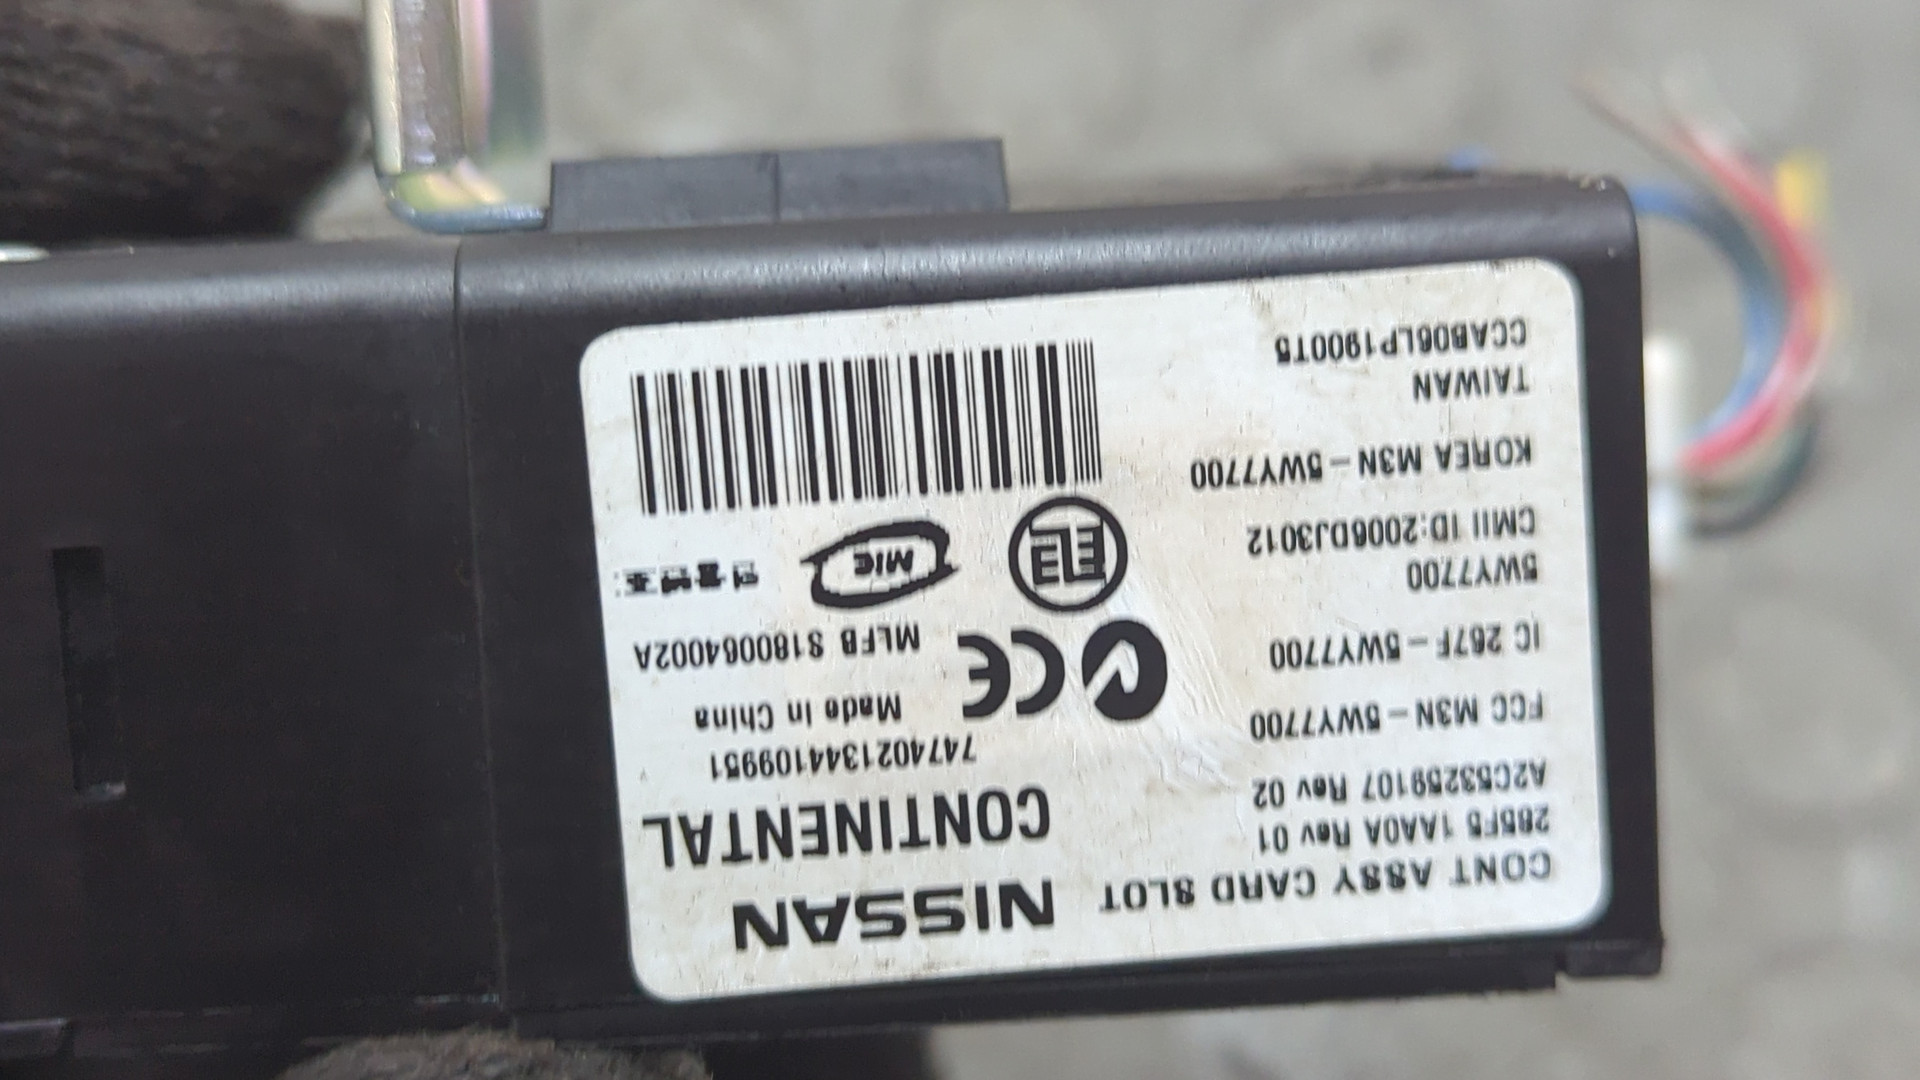 CONT ASSY CARD SLOT
285F5 1AA0A Rev 01
A2C53259107 Rev 02
FCC M3N-5WY7700
IC 267F-5WY7700
5WY7700
CMII ID:2006DJ3012
KOREA M3N-5WY7700
TAIWAN
CCAB06LP1900T5
NISSAN
CONTINENTAL
7474021344109951
Made in China
CE
MLFB S180064002A
MIC